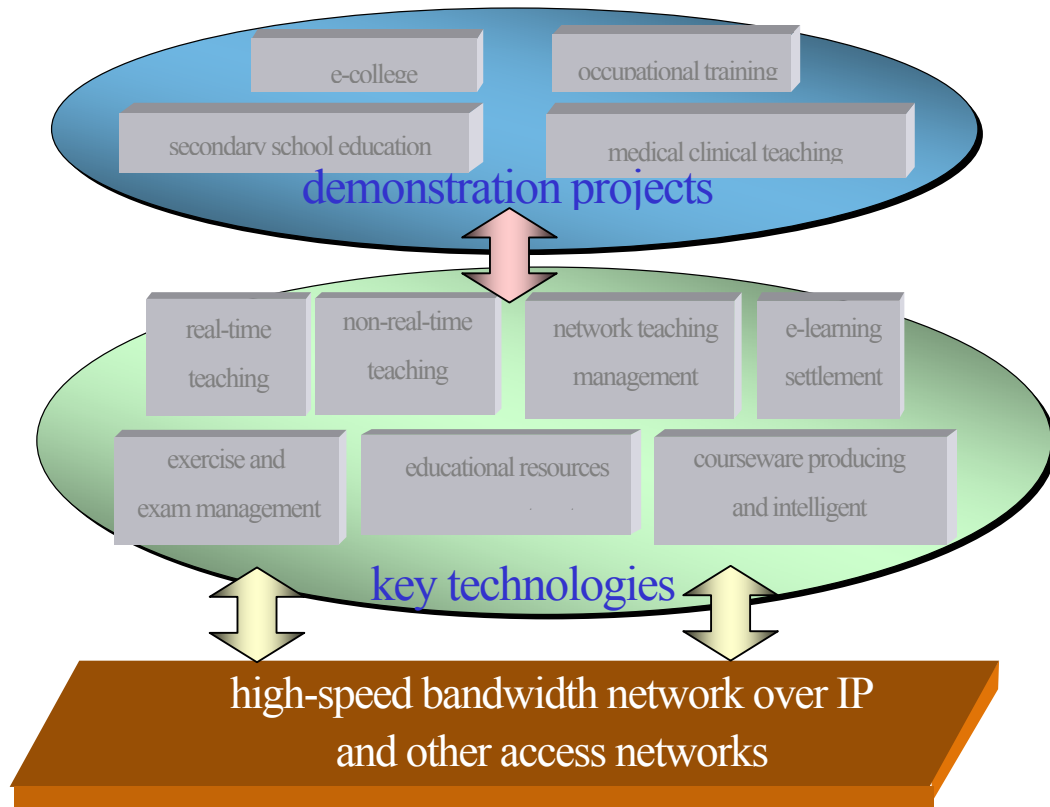 e-college
occupational training
secondary school education
medical clinical teaching
demonstration projects
real-time
teaching
non-real-time
teaching
network teaching
management
e-learning
settlement
exercise and
exam management
educational resources
courseware producing
and intelligent
key technologies
high-speed bandwidth network over IP
and other access networks